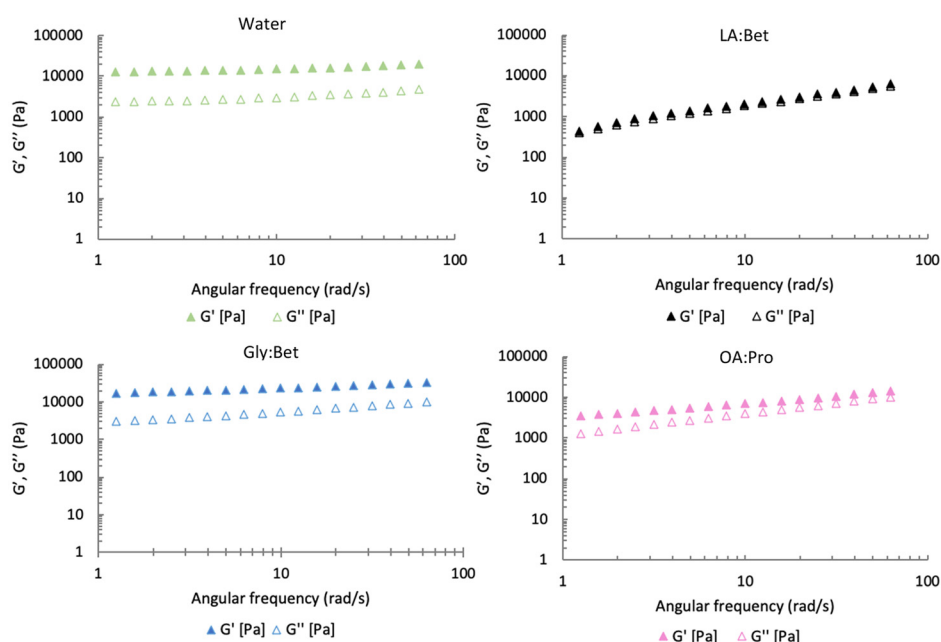 Water
100000
10000
1000
100
10
1
G′, G′′ (Pa)
1 10 100
Angular frequency (rad/s)
G' [Pa] G'' [Pa]
LA:Bet
100000
10000
1000
100
10
1
G′, G′′ (Pa)
1 10 100
Angular frequency (rad/s)
G' [Pa] G'' [Pa]
Gly:Bet
100000
10000
1000
100
10
1
G′, G′′ (Pa)
1 10 100
Angular frequency (rad/s)
G' [Pa] G'' [Pa]
OA:Pro
100000
10000
1000
100
10
1
G′, G′′ (Pa)
1 10 100
Angular frequency (rad/s)
G' [Pa] G'' [Pa]